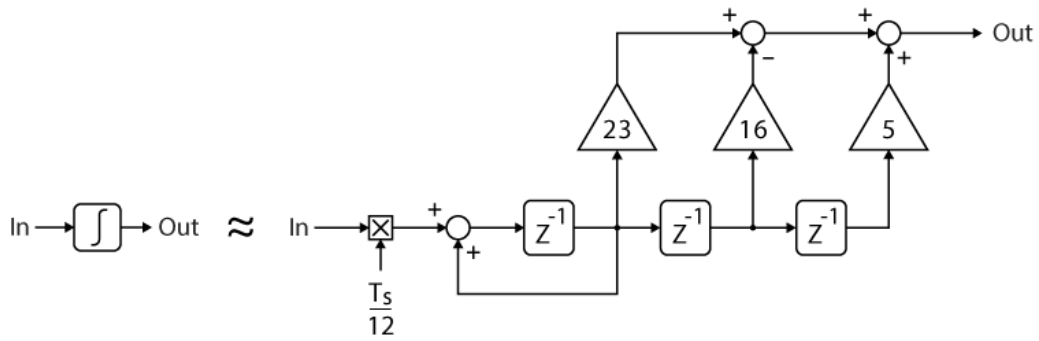 + + Out
− +
23 16 5
In ∫ Out ≈ In × + Z⁻¹ Z⁻¹ Z⁻¹
+
Ts
12